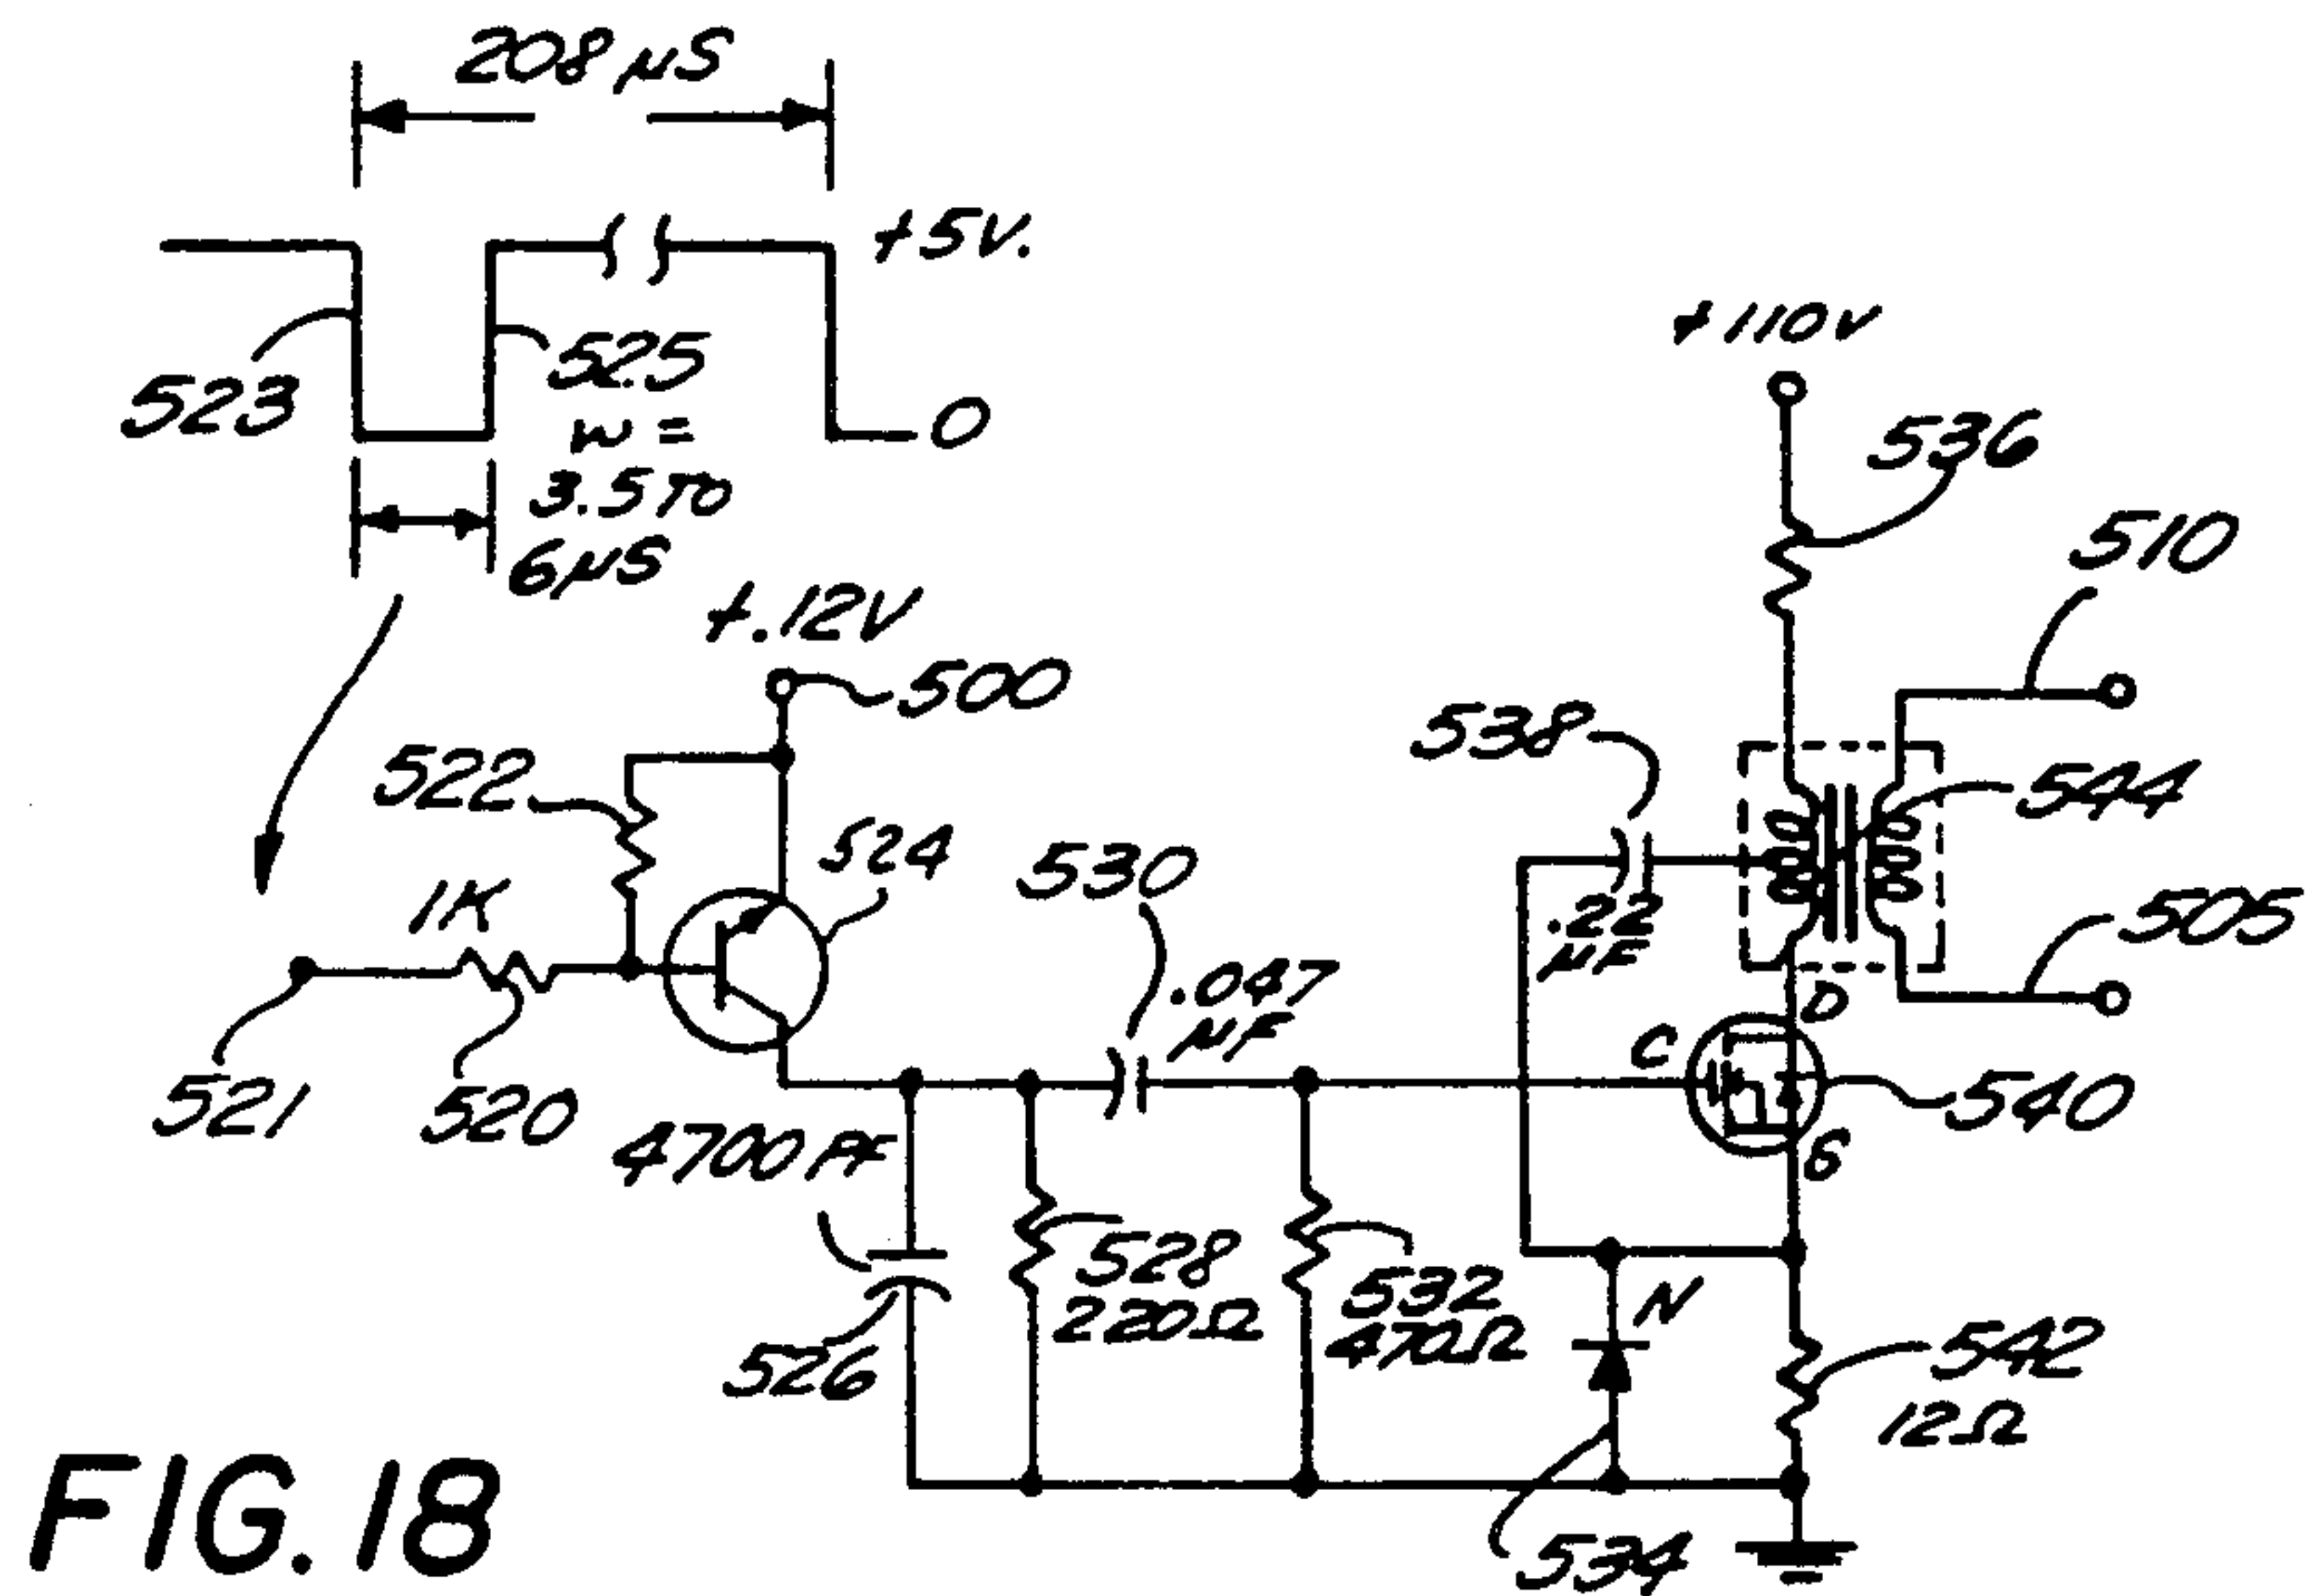 208 µS
+5V.
523
525
0
W =
3.5 TO
6µS
+110V
536
510
+.12V
500
538
544
522
524
530
.22
µF
505
1K
.047
µF
D
C
540
521
520
4700 PF
S
528
220Ω
532
470Ω
N
542
12Ω
526
534
FIG. 18